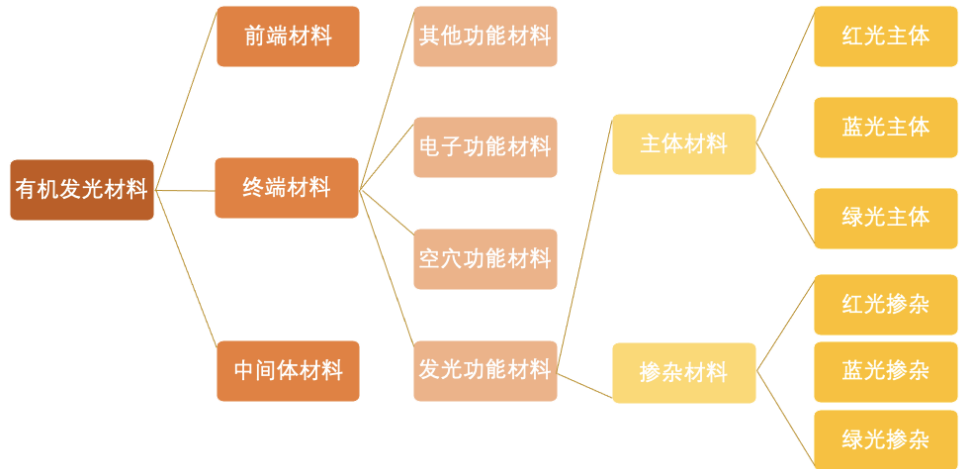 有机发光材料
前端材料
终端材料
中间体材料
其他功能材料
电子功能材料
空穴功能材料
发光功能材料
主体材料
掺杂材料
红光主体
蓝光主体
绿光主体
红光掺杂
蓝光掺杂
绿光掺杂